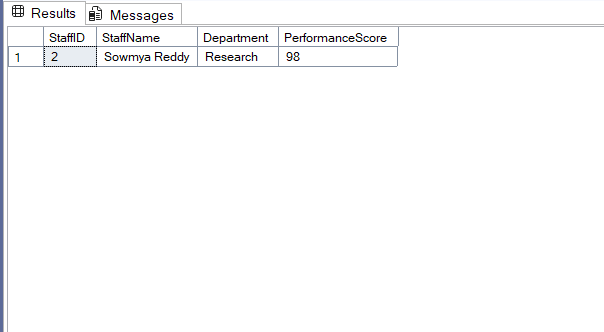 Results Messages
StaffID StaffName Department PerformanceScore
1 2 Sowmya Reddy Research 98